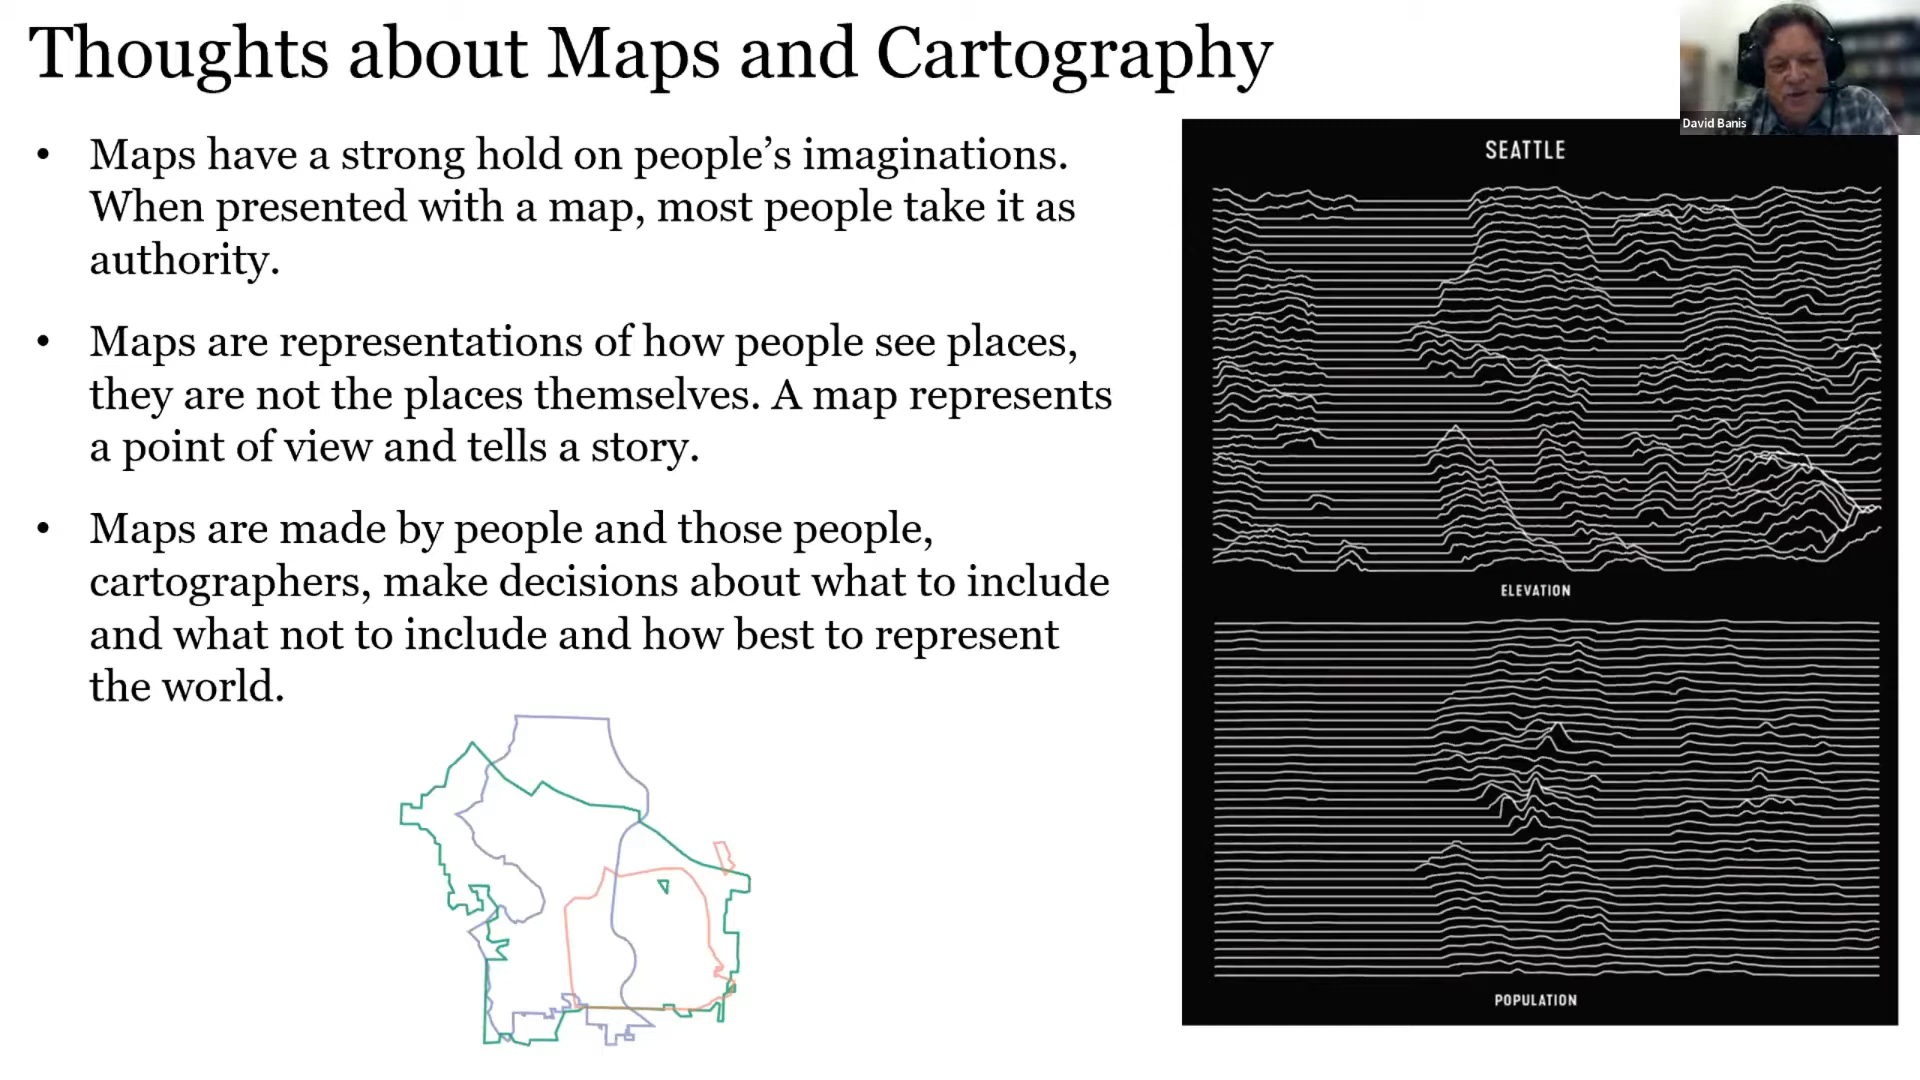 Thoughts about Maps and Cartography
David Banis
• Maps have a strong hold on people’s imaginations.
When presented with a map, most people take it as
authority.
• Maps are representations of how people see places,
they are not the places themselves. A map represents
a point of view and tells a story.
• Maps are made by people and those people,
cartographers, make decisions about what to include
and what not to include and how best to represent
the world.
SEATTLE
ELEVATION
POPULATION